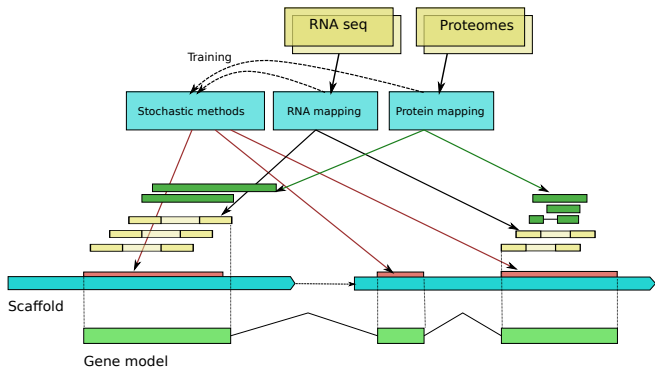 RNA seq
Proteomes
Training
Stochastic methods
RNA mapping
Protein mapping
Scaffold
Gene model